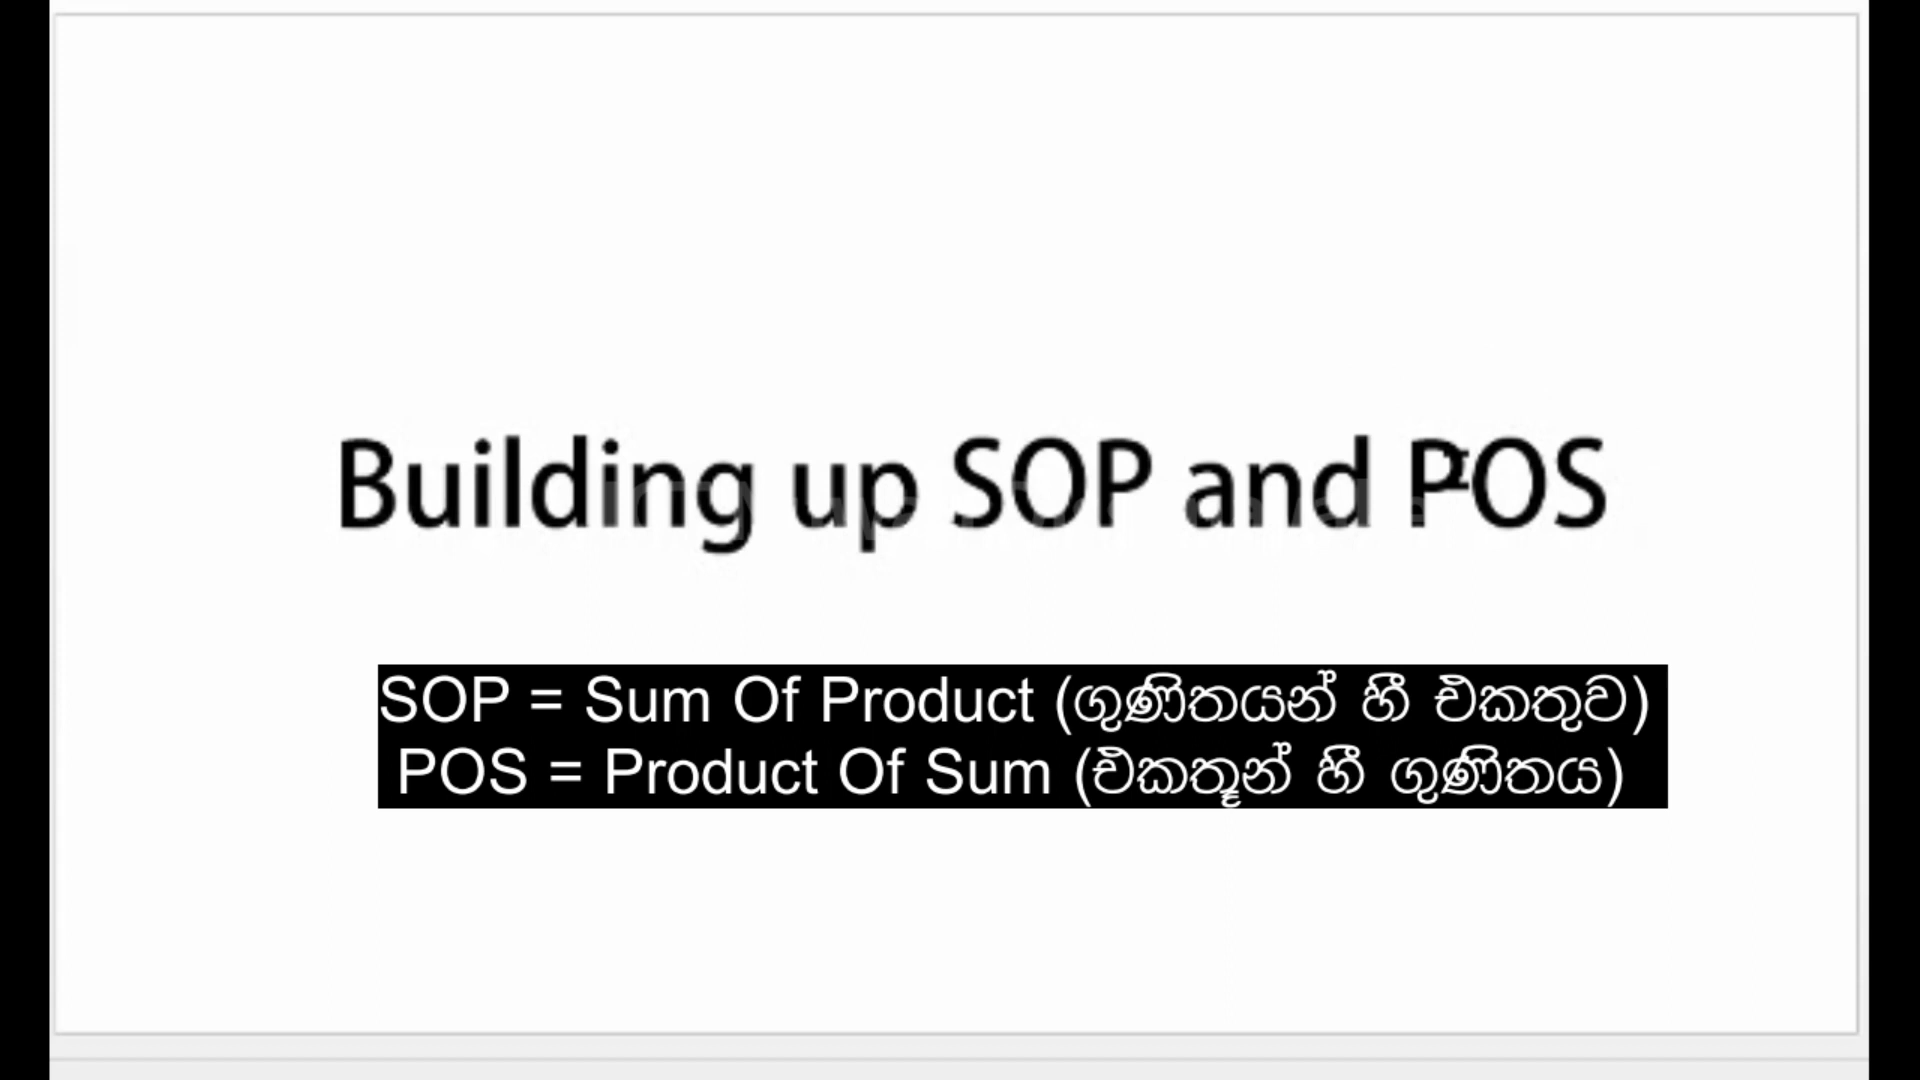 Building up SOP and POS
SOP = Sum Of Product (ගුණිතයන් හී එකතුව)
POS = Product Of Sum (එකතූන් හී ගුණිතය)